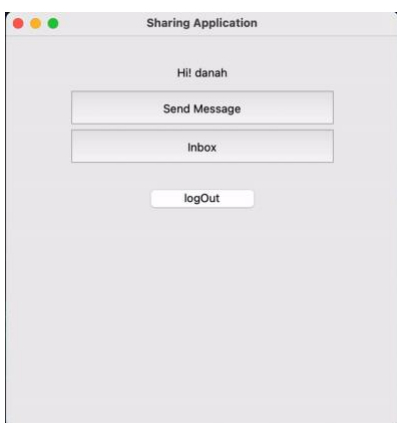 Sharing Application
Hi! danah
Send Message
Inbox
logOut